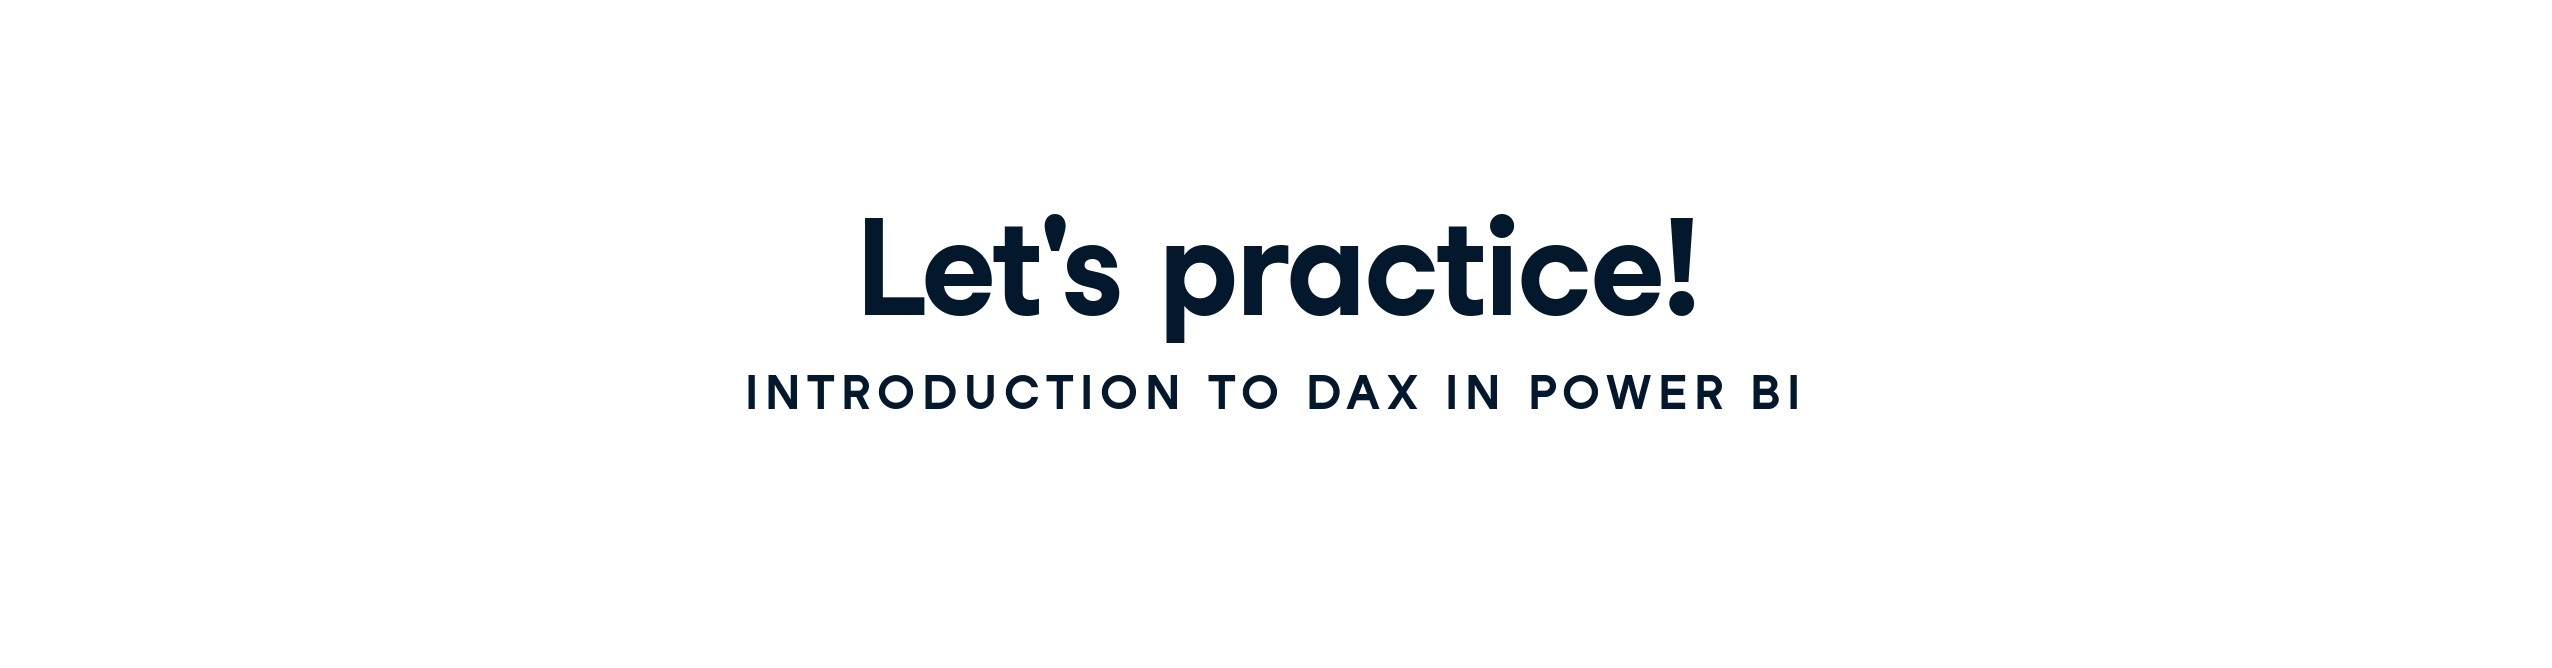 Let's practice!
INTRODUCTION TO DAX IN POWER BI